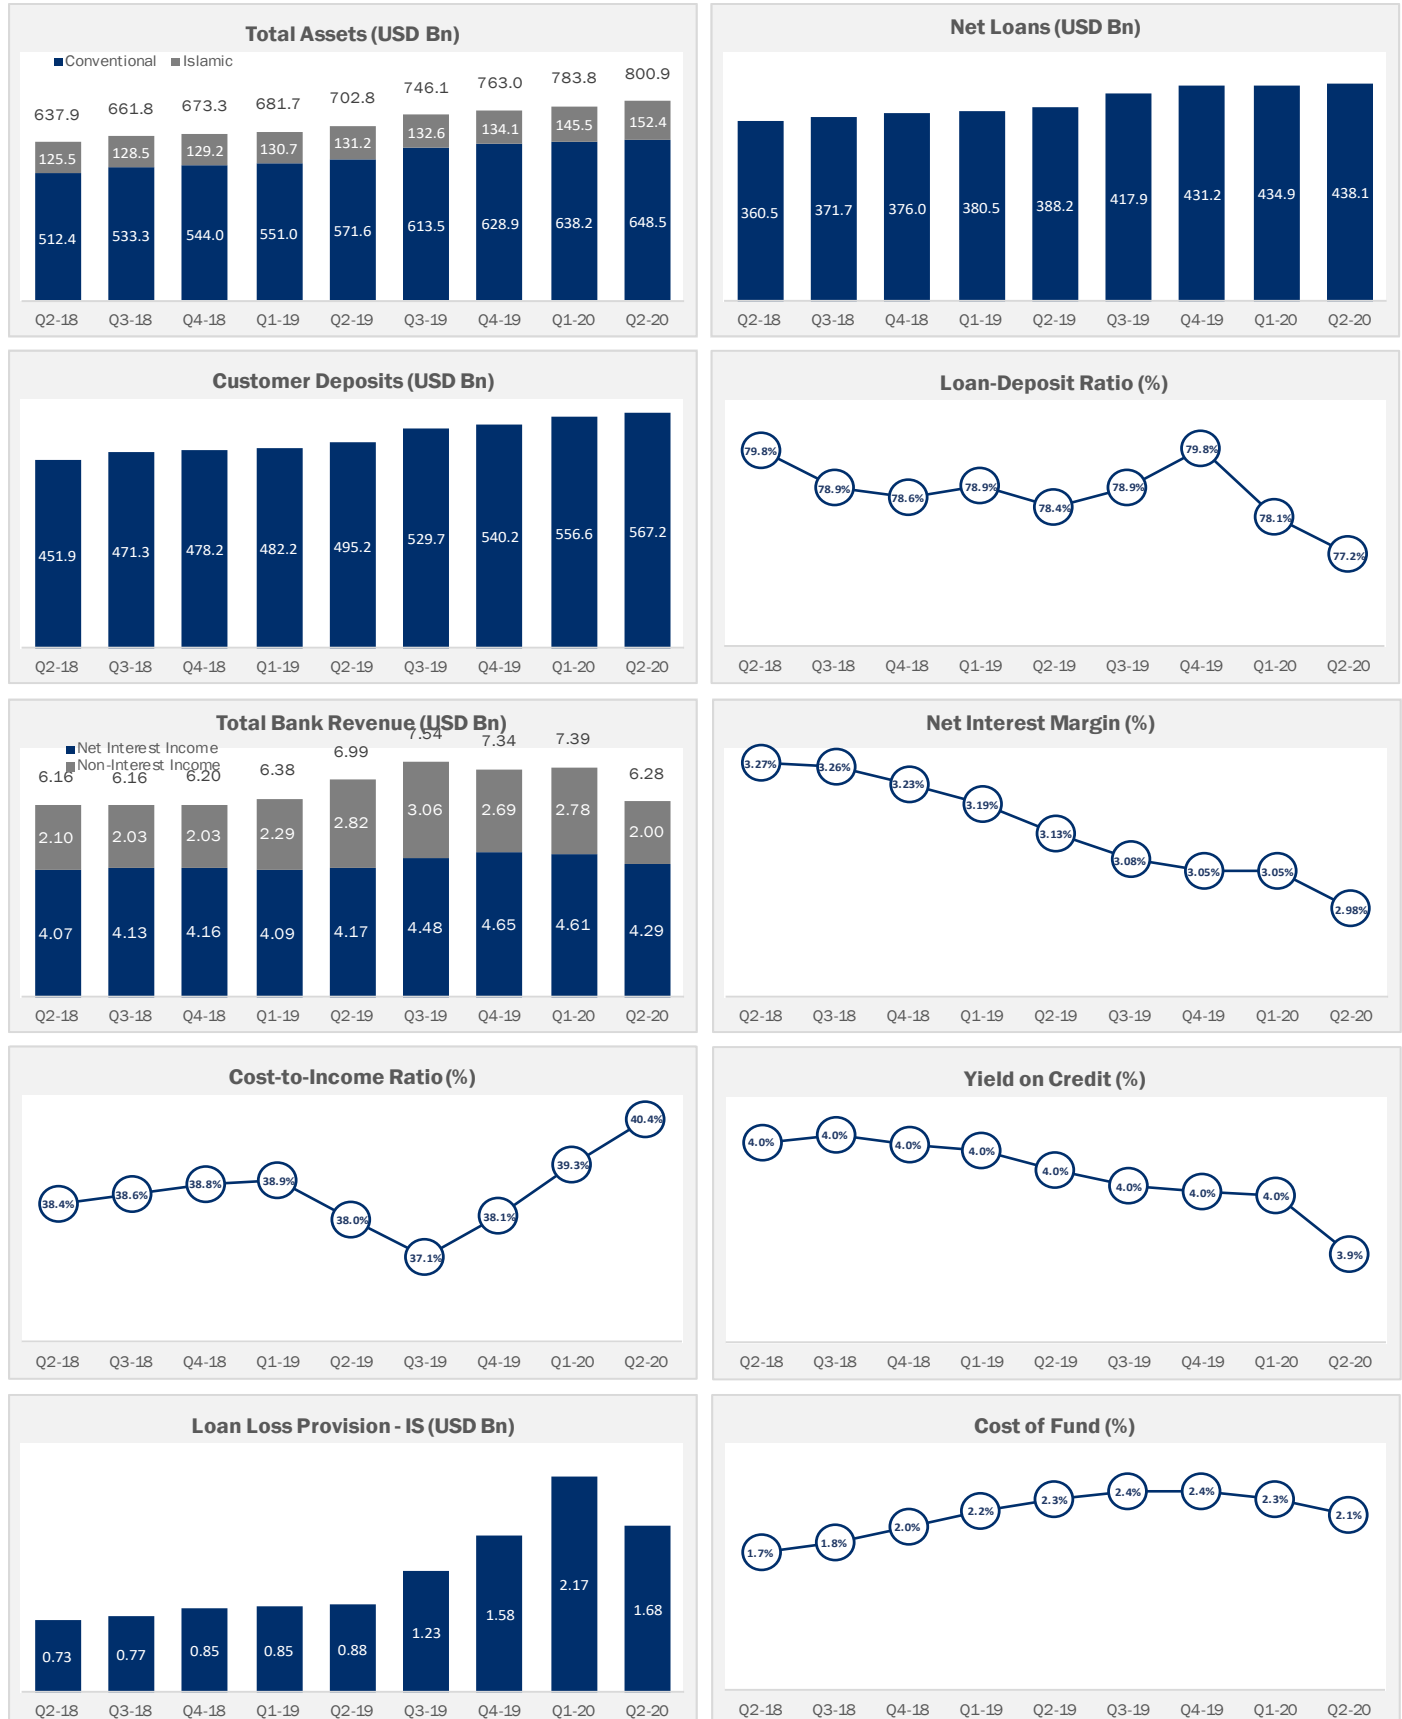 Total Assets (USD Bn)
Conventional Islamic
637.9 661.8 673.3 681.7 702.8 746.1 763.0 783.8 800.9
125.5 128.5 129.2 130.7 131.2 132.6 134.1 145.5 152.4
512.4 533.3 544.0 551.0 571.6 613.5 628.9 638.2 648.5
Q2-18 Q3-18 Q4-18 Q1-19 Q2-19 Q3-19 Q4-19 Q1-20 Q2-20
Net Loans (USD Bn)
360.5 371.7 376.0 380.5 388.2 417.9 431.2 434.9 438.1
Q2-18 Q3-18 Q4-18 Q1-19 Q2-19 Q3-19 Q4-19 Q1-20 Q2-20
Customer Deposits (USD Bn)
451.9 471.3 478.2 482.2 495.2 529.7 540.2 556.6 567.2
Q2-18 Q3-18 Q4-18 Q1-19 Q2-19 Q3-19 Q4-19 Q1-20 Q2-20
Loan-Deposit Ratio (%)
79.8% 78.9% 78.6% 78.9% 78.4% 78.9% 79.8% 78.1% 77.2%
Q2-18 Q3-18 Q4-18 Q1-19 Q2-19 Q3-19 Q4-19 Q1-20 Q2-20
Total Bank Revenue (USD Bn)
Net Interest Income
Non-Interest Income
6.16 6.16 6.20 6.38 6.99 7.54 7.34 7.39 6.28
2.10 2.03 2.03 2.29 2.82 3.06 2.69 2.78 2.00
4.07 4.13 4.16 4.09 4.17 4.48 4.65 4.61 4.29
Q2-18 Q3-18 Q4-18 Q1-19 Q2-19 Q3-19 Q4-19 Q1-20 Q2-20
Net Interest Margin (%)
3.27% 3.26% 3.23% 3.19% 3.13% 3.08% 3.05% 3.05% 2.98%
Q2-18 Q3-18 Q4-18 Q1-19 Q2-19 Q3-19 Q4-19 Q1-20 Q2-20
Cost-to-Income Ratio (%)
38.4% 38.6% 38.8% 38.9% 38.0% 37.1% 38.1% 39.3% 40.4%
Q2-18 Q3-18 Q4-18 Q1-19 Q2-19 Q3-19 Q4-19 Q1-20 Q2-20
Yield on Credit (%)
4.0% 4.0% 4.0% 4.0% 4.0% 4.0% 4.0% 4.0% 3.9%
Q2-18 Q3-18 Q4-18 Q1-19 Q2-19 Q3-19 Q4-19 Q1-20 Q2-20
Loan Loss Provision - IS (USD Bn)
0.73 0.77 0.85 0.85 0.88 1.23 1.58 2.17 1.68
Q2-18 Q3-18 Q4-18 Q1-19 Q2-19 Q3-19 Q4-19 Q1-20 Q2-20
Cost of Fund (%)
1.7% 1.8% 2.0% 2.2% 2.3% 2.4% 2.4% 2.3% 2.1%
Q2-18 Q3-18 Q4-18 Q1-19 Q2-19 Q3-19 Q4-19 Q1-20 Q2-20